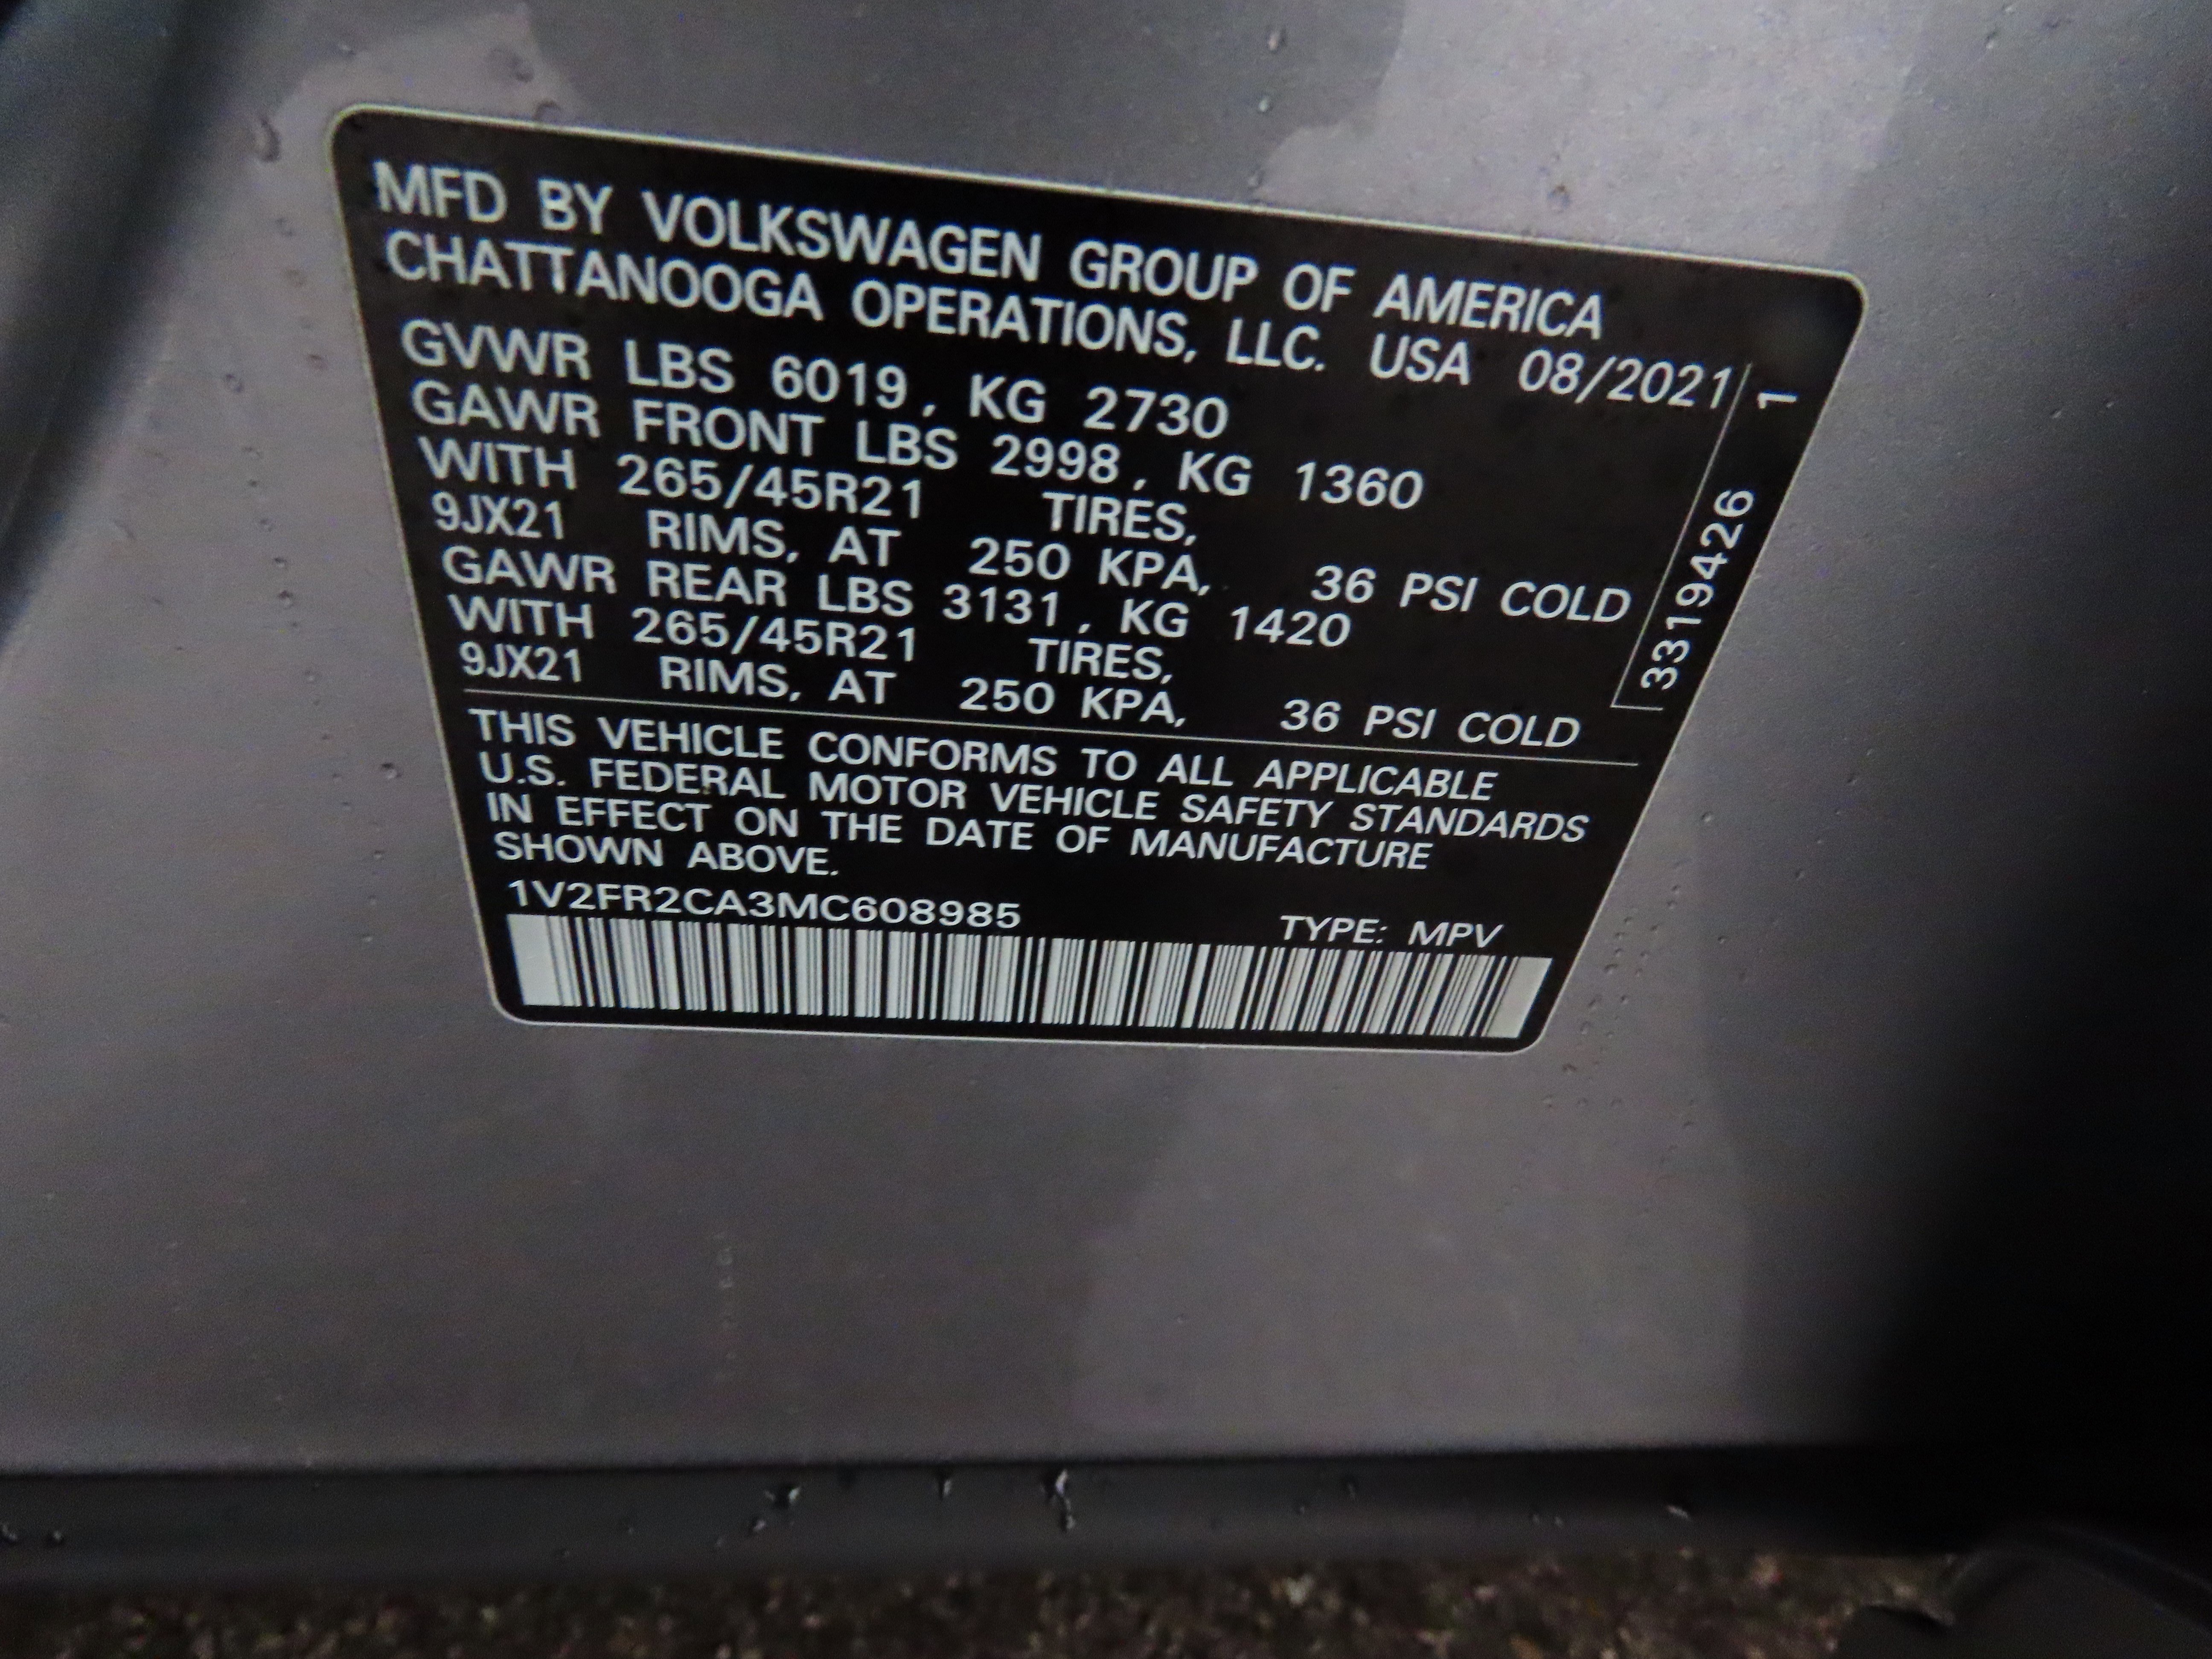 MFD BY VOLKSWAGEN GROUP OF AMERICA
CHATTANOOGA OPERATIONS, LLC. USA 08/2021
GVWR LBS 6019, KG 2730
GAWR FRONT LBS 2998, KG 1360
WITH 265/45R21 TIRES,
9JX21 RIMS, AT 250 KPA, 36 PSI COLD
GAWR REAR LBS 3131, KG 1420
WITH 265/45R21 TIRES,
9JX21 RIMS, AT 250 KPA, 36 PSI COLD
THIS VEHICLE CONFORMS TO ALL APPLICABLE
U.S. FEDERAL MOTOR VEHICLE SAFETY STANDARDS
IN EFFECT ON THE DATE OF MANUFACTURE
SHOWN ABOVE.
1V2FR2CA3MC608985 TYPE: MPV
3319426 1